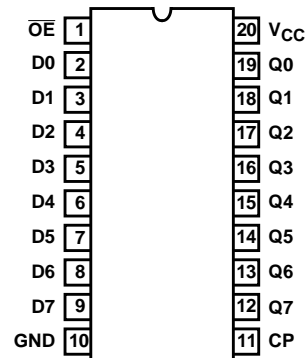 O̅E̅ 1 20 VCC
D0 2 19 Q0
D1 3 18 Q1
D2 4 17 Q2
D3 5 16 Q3
D4 6 15 Q4
D5 7 14 Q5
D6 8 13 Q6
D7 9 12 Q7
GND 10 11 CP